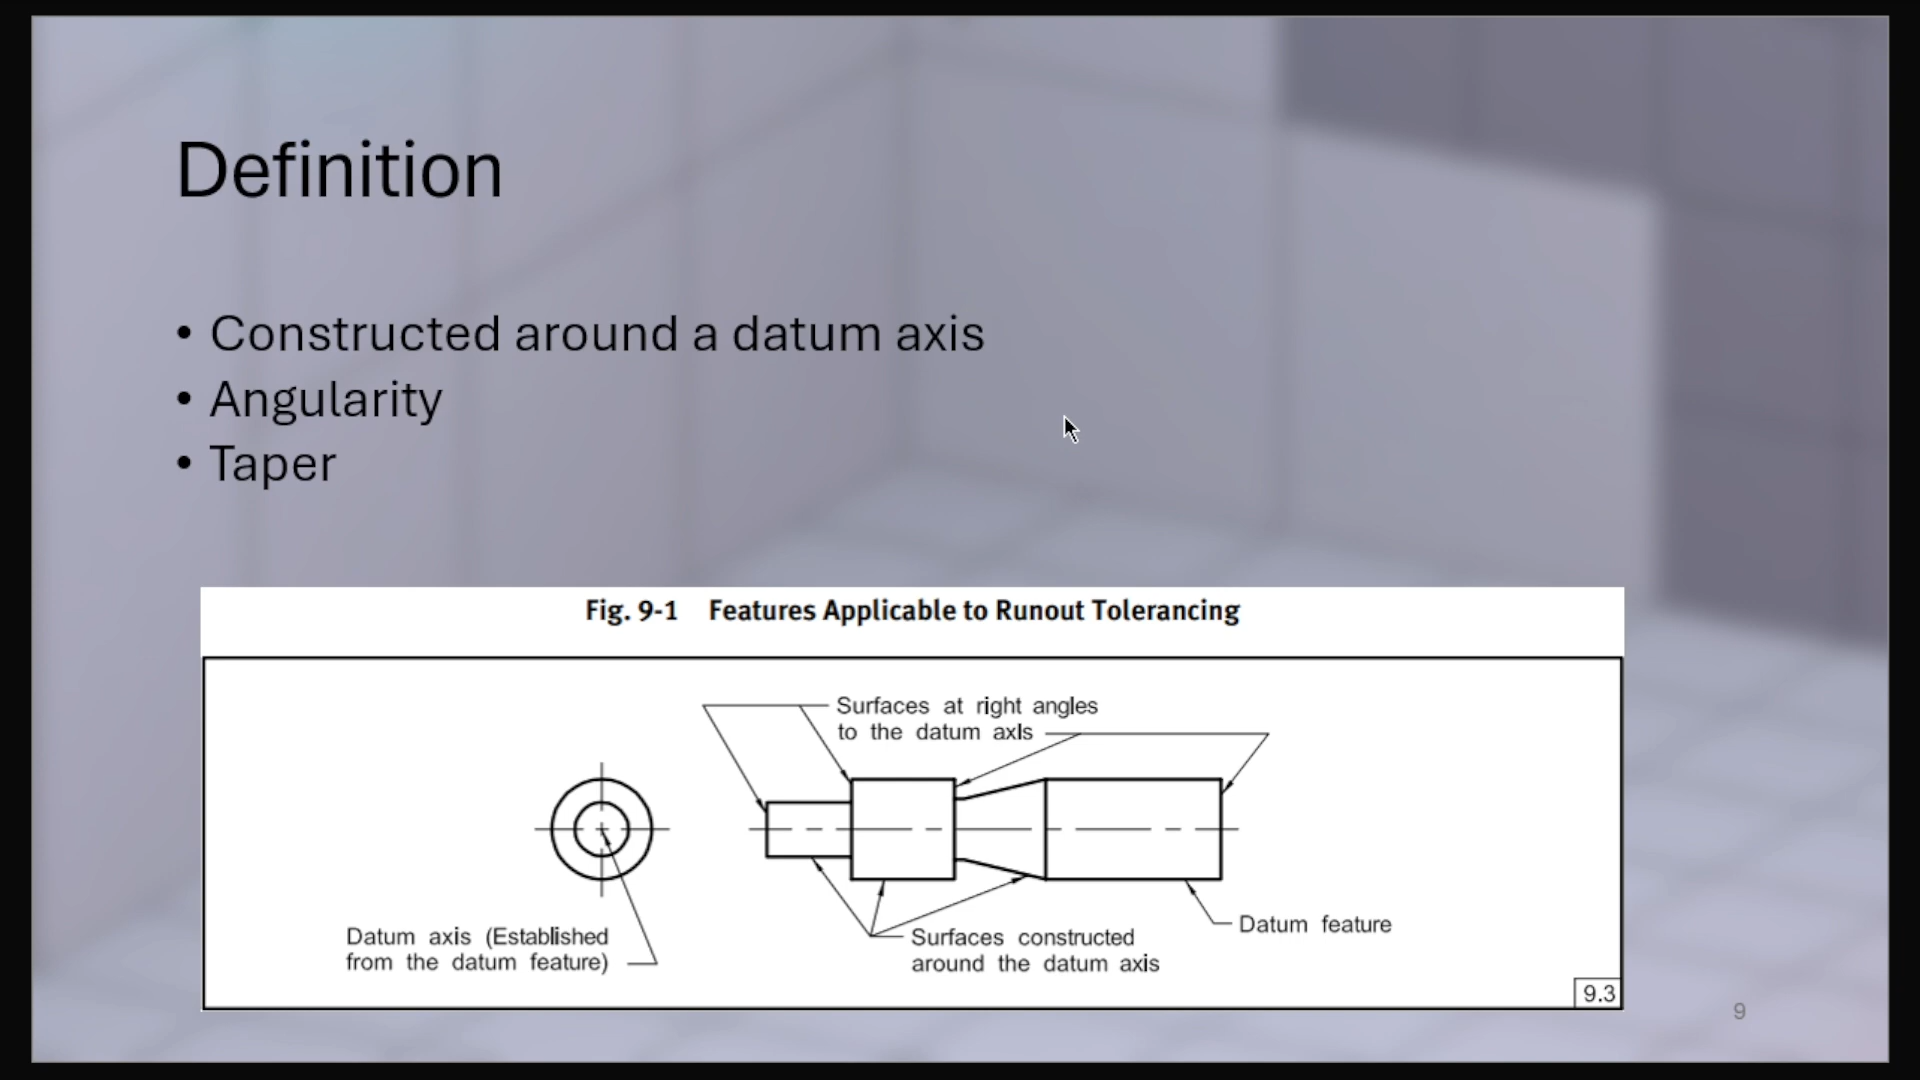 Definition
• Constructed around a datum axis
• Angularity
• Taper
Fig. 9-1 Features Applicable to Runout Tolerancing
Surfaces at right angles
to the datum axis
Datum axis (Established
from the datum feature)
Surfaces constructed
around the datum axis
Datum feature
9.3
9